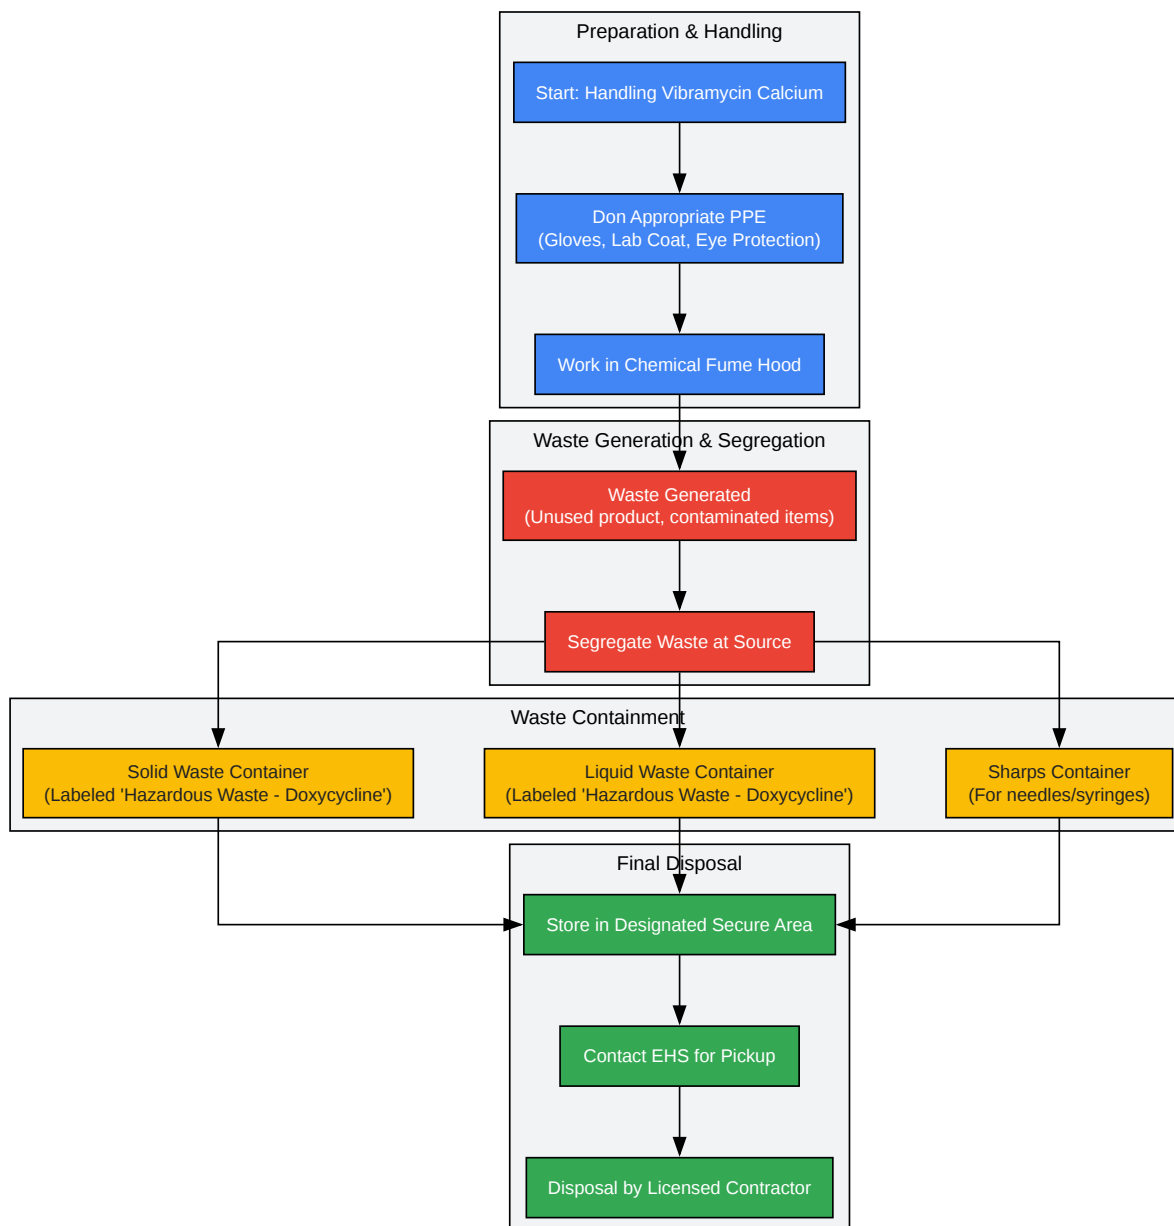 Preparation & Handling
Start: Handling Vibramycin Calcium
Don Appropriate PPE
(Gloves, Lab Coat, Eye Protection)
Work in Chemical Fume Hood
Waste Generation & Segregation
Waste Generated
(Unused product, contaminated items)
Segregate Waste at Source
Waste Containment
Solid Waste Container
(Labeled 'Hazardous Waste - Doxycycline')
Liquid Waste Container
(Labeled 'Hazardous Waste - Doxycycline')
Sharps Container
(For needles/syringes)
Final Disposal
Store in Designated Secure Area
Contact EHS for Pickup
Disposal by Licensed Contractor